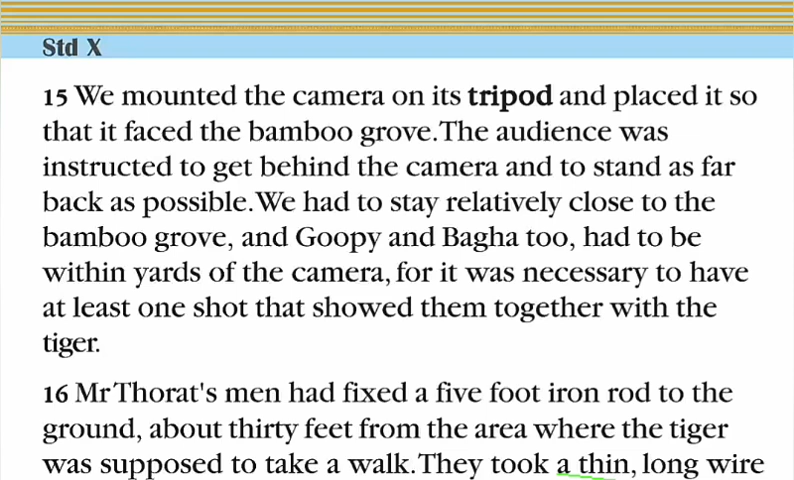 Std X
15 We mounted the camera on its tripod and placed it so
that it faced the bamboo grove. The audience was
instructed to get behind the camera and to stand as far
back as possible. We had to stay relatively close to the
bamboo grove, and Goopy and Bagha too, had to be
within yards of the camera, for it was necessary to have
at least one shot that showed them together with the
tiger.
16 Mr Thorat's men had fixed a five foot iron rod to the
ground, about thirty feet from the area where the tiger
was supposed to take a walk. They took a thin, long wire